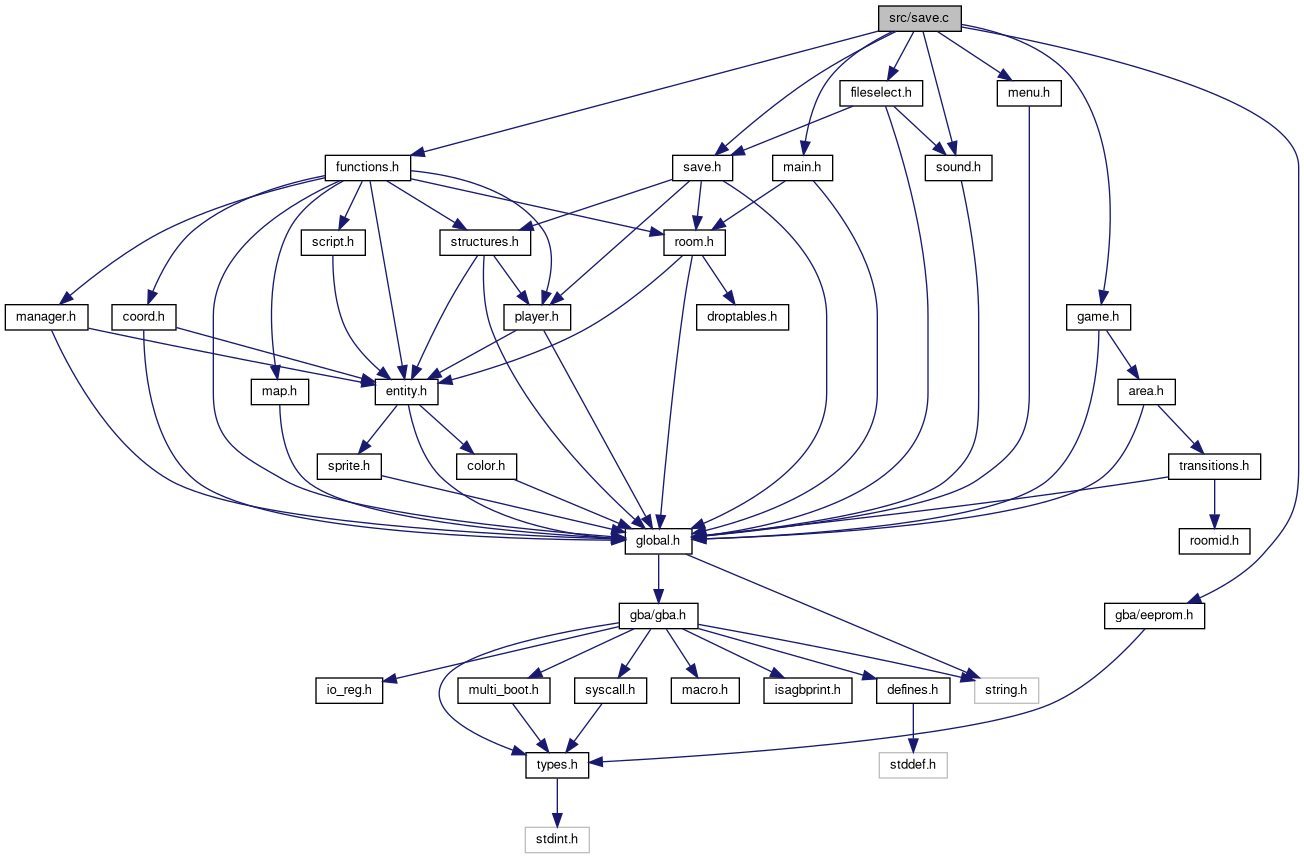 src/save.c
fileselect.h
menu.h
functions.h
save.h
main.h
sound.h
script.h
structures.h
room.h
manager.h
coord.h
player.h
droptables.h
game.h
map.h
entity.h
area.h
sprite.h
color.h
transitions.h
global.h
roomid.h
gba/gba.h
gba/eeprom.h
io_reg.h
multi_boot.h
syscall.h
macro.h
isagbprint.h
defines.h
string.h
types.h
stddef.h
stdint.h